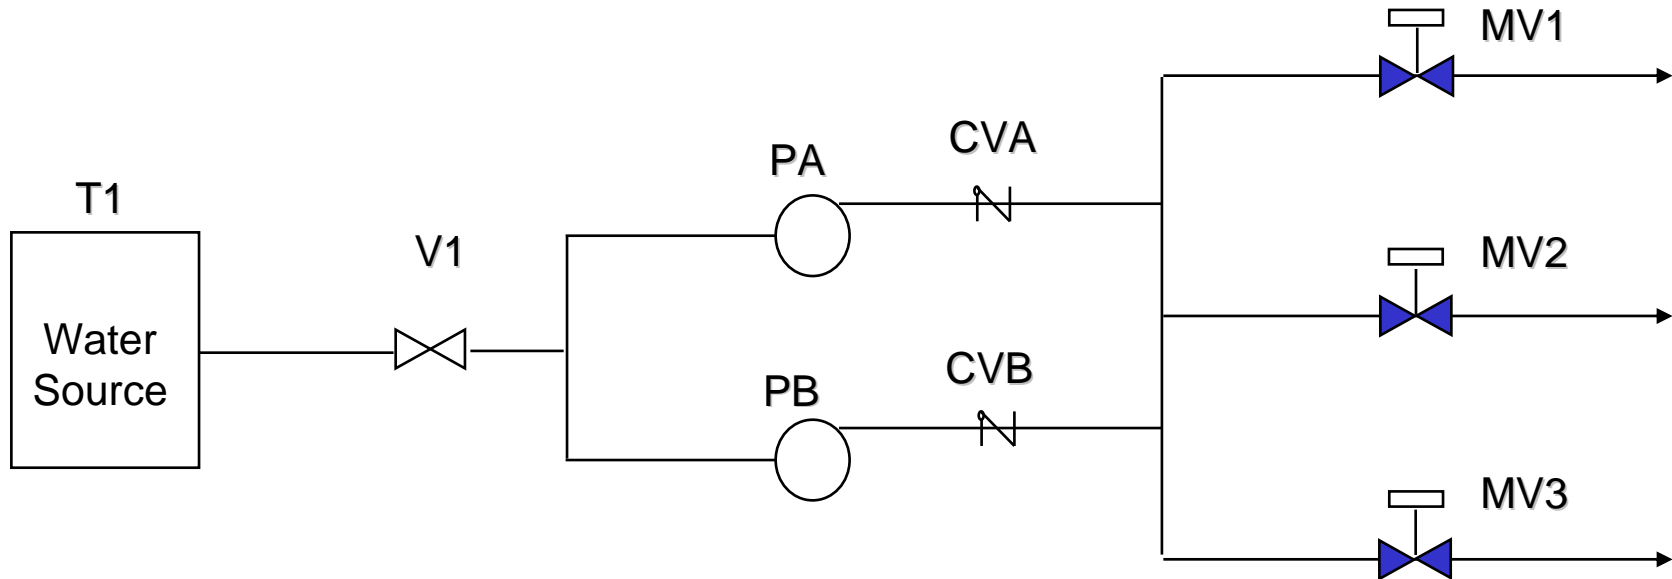 MV1
CVA
PA
T1
V1
MV2
Water
Source
CVB
PB
MV3